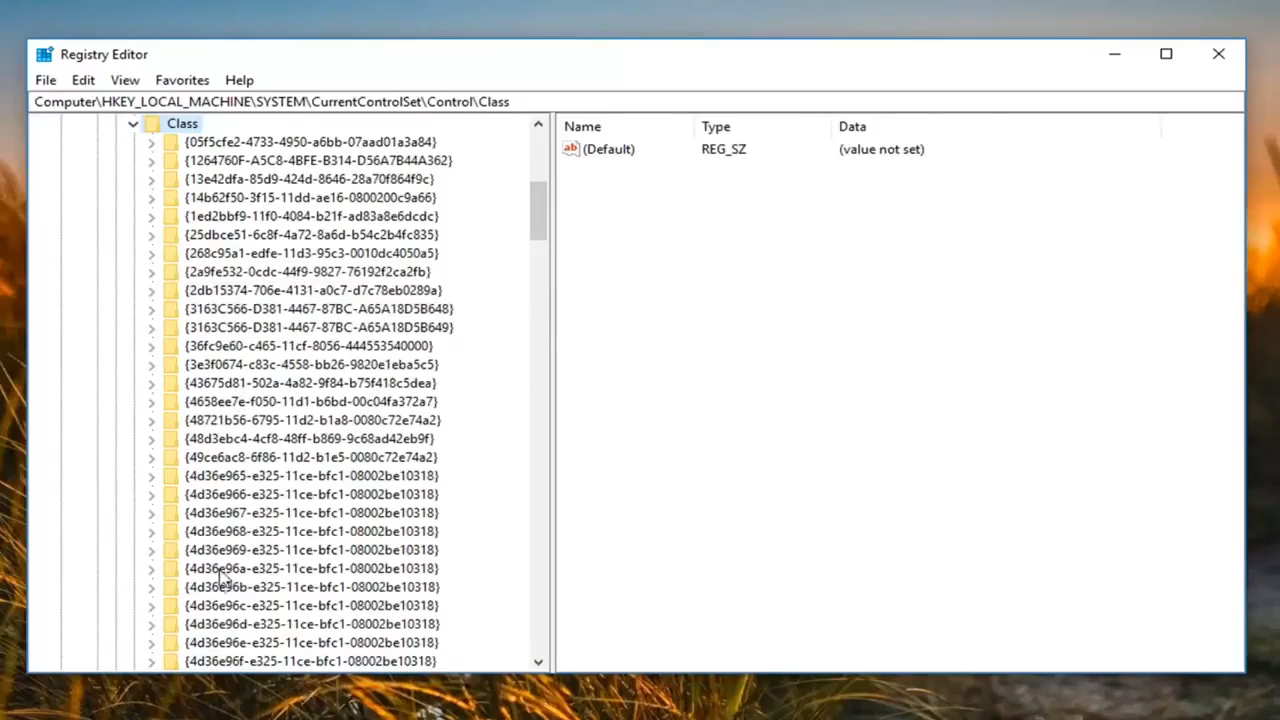 Registry Editor
File Edit View Favorites Help
Computer\HKEY_LOCAL_MACHINE\SYSTEM\CurrentControlSet\Control\Class
Class
{05f5cfe2-4733-4950-a6bb-07aad01a3a84}
{1264760F-A5C8-4BFE-B314-D56A7B44A362}
{13e42dfa-85d9-424d-8646-28a70f864f9c}
{14b62f50-3f15-11dd-ae16-0800200c9a66}
{1ed2bbf9-11f0-4084-b21f-ad83a8e6dcdc}
{25dbce51-6c8f-4a72-8a6d-b54c2b4fc835}
{268c95a1-edfe-11d3-95c3-0010dc4050a5}
{2a9fe532-0cdc-44f9-9827-76192f2ca2fb}
{2db15374-706e-4131-a0c7-d7c78eb0289a}
{3163C566-D381-4467-87BC-A65A18D5B648}
{3163C566-D381-4467-87BC-A65A18D5B649}
{36fc9e60-c465-11cf-8056-444553540000}
{3e3f0674-c83c-4558-bb26-9820e1eba5c5}
{43675d81-502a-4a82-9f84-b75f418c5dea}
{4658ee7e-f050-11d1-b6bd-00c04fa372a7}
{48721b56-6795-11d2-b1a8-0080c72e74a2}
{48d3ebc4-4cf8-48ff-b869-9c68ad42eb9f}
{49ce6ac8-6f86-11d2-b1e5-0080c72e74a2}
{4d36e965-e325-11ce-bfc1-08002be10318}
{4d36e966-e325-11ce-bfc1-08002be10318}
{4d36e967-e325-11ce-bfc1-08002be10318}
{4d36e968-e325-11ce-bfc1-08002be10318}
{4d36e969-e325-11ce-bfc1-08002be10318}
{4d36e96a-e325-11ce-bfc1-08002be10318}
{4d36e96b-e325-11ce-bfc1-08002be10318}
{4d36e96c-e325-11ce-bfc1-08002be10318}
{4d36e96d-e325-11ce-bfc1-08002be10318}
{4d36e96e-e325-11ce-bfc1-08002be10318}
{4d36e96f-e325-11ce-bfc1-08002be10318}
Name Type Data
ab (Default) REG_SZ (value not set)